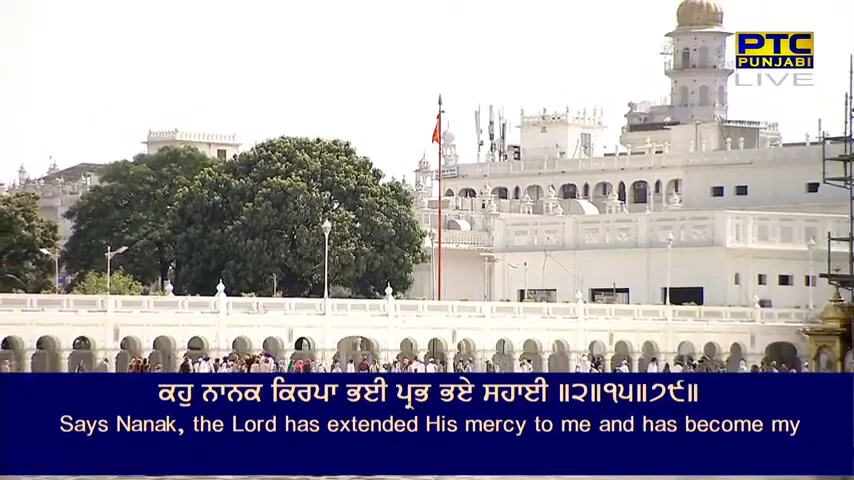 PTC
PUNJABI
LIVE
ਕਹੁ ਨਾਨਕ ਕਿਰਪਾ ਭਈ ਪ੍ਰਭ ਭਏ ਸਹਾਈ ॥੨॥੧੫॥੭੯॥
Says Nanak, the Lord has extended His mercy to me and has become my